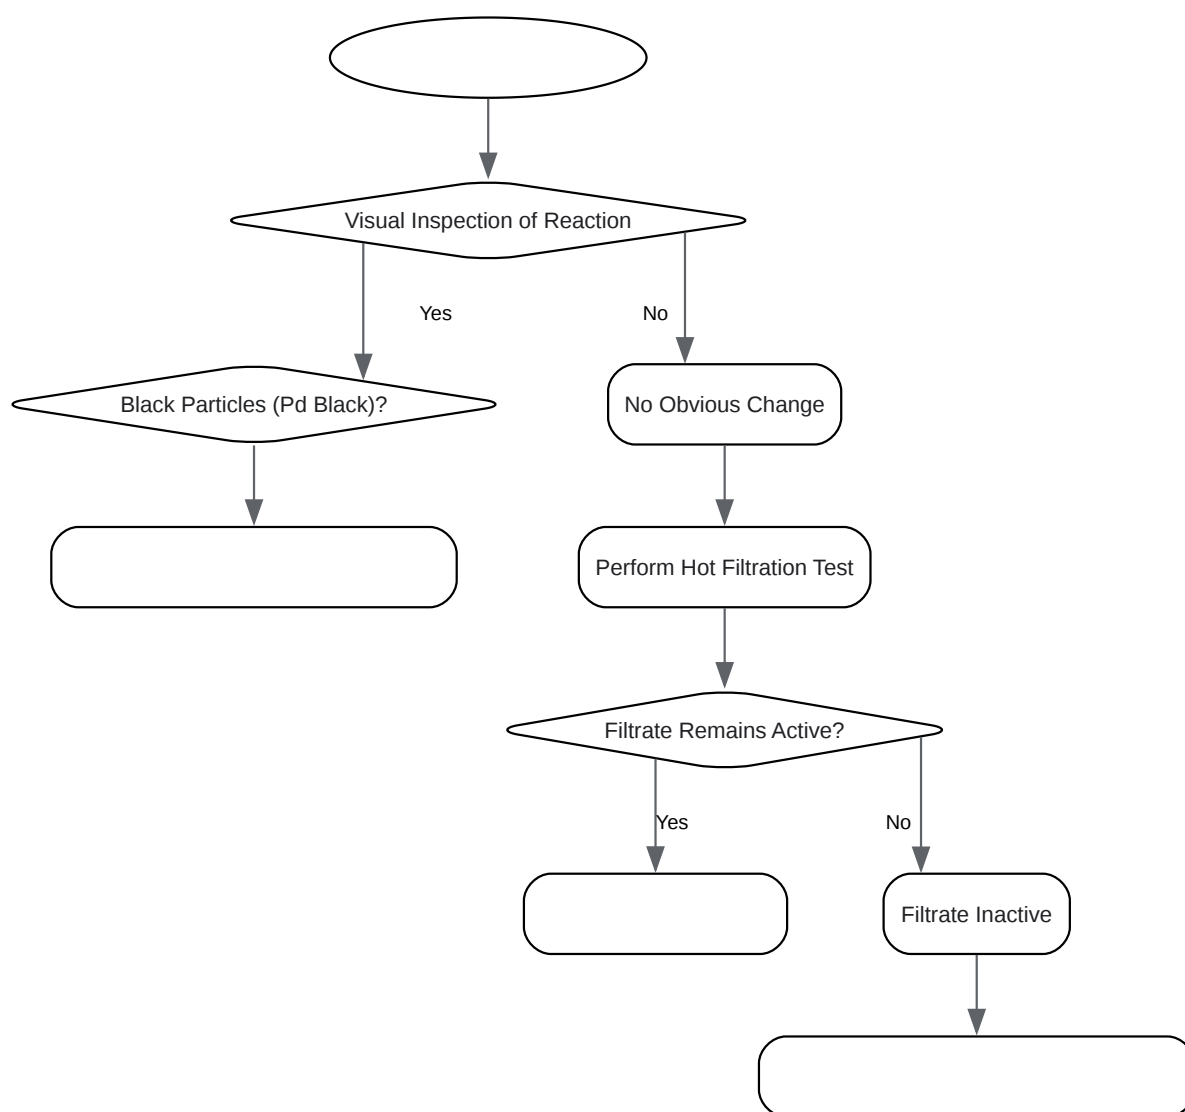 Visual Inspection of Reaction
Yes
No
Black Particles (Pd Black)?
No Obvious Change
Perform Hot Filtration Test
Filtrate Remains Active?
Yes
No
Filtrate Inactive